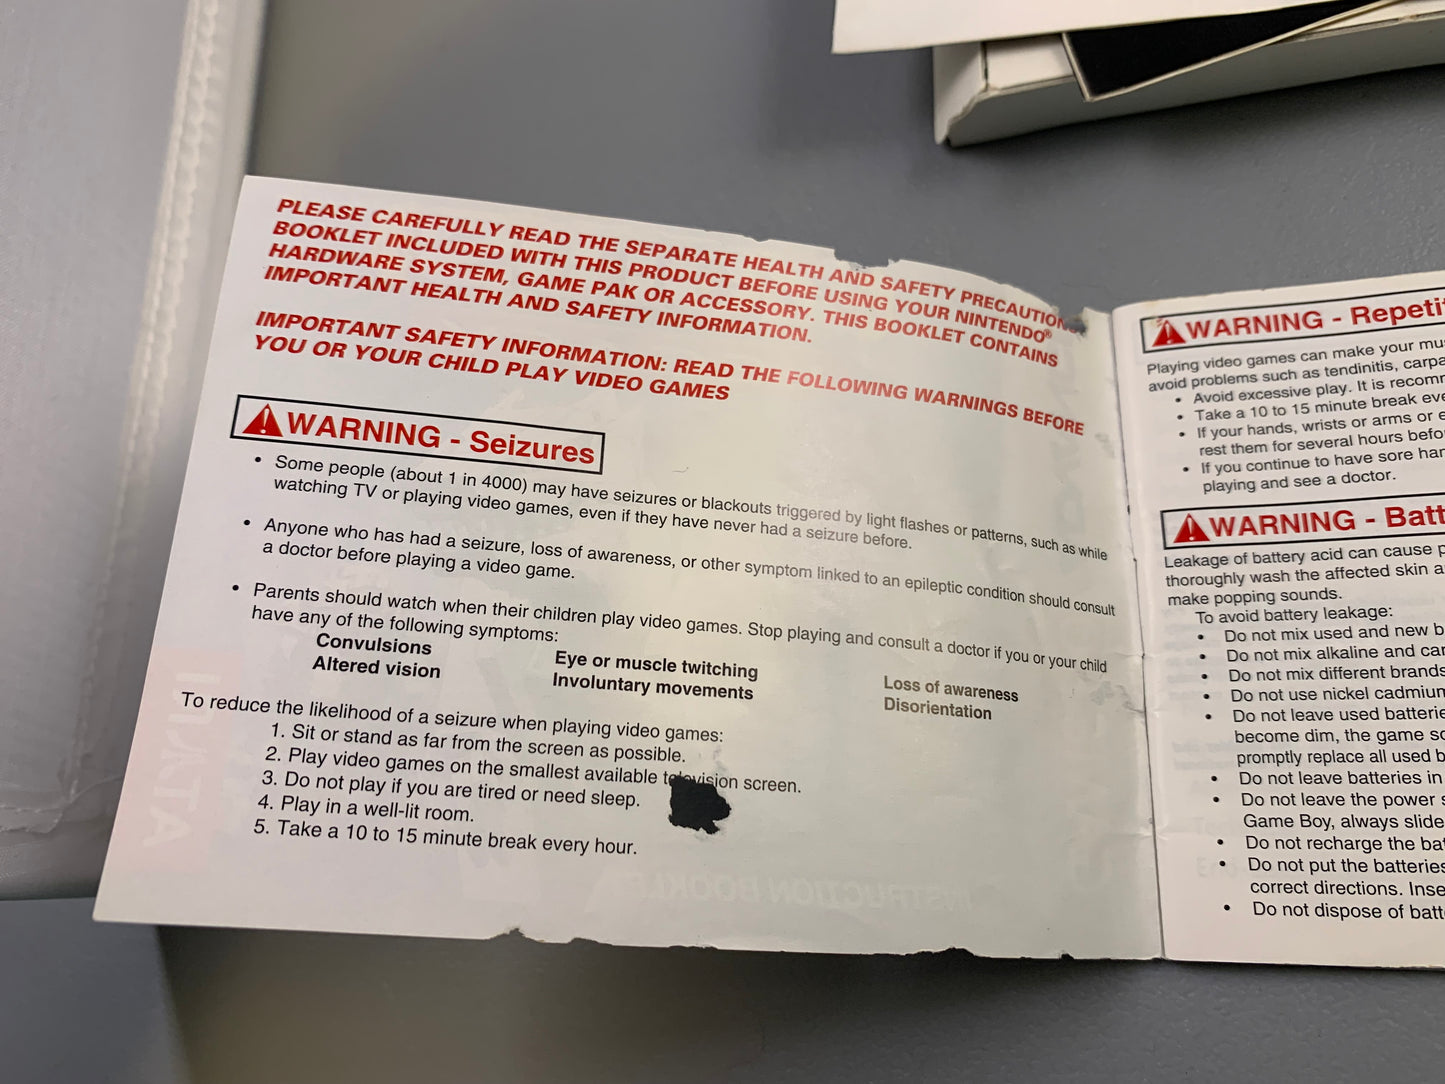 PLEASE CAREFULLY READ THE SEPARATE HEALTH AND SAFETY PRECAUTIONS
BOOKLET INCLUDED WITH THIS PRODUCT BEFORE USING YOUR NINTENDO®
HARDWARE SYSTEM, GAME PAK OR ACCESSORY. THIS BOOKLET CONTAINS
IMPORTANT HEALTH AND SAFETY INFORMATION.
IMPORTANT SAFETY INFORMATION: READ THE FOLLOWING WARNINGS BEFORE
YOU OR YOUR CHILD PLAY VIDEO GAMES
WARNING - Seizures
• Some people (about 1 in 4000) may have seizures or blackouts triggered by light flashes or patterns, such as while
watching TV or playing video games, even if they have never had a seizure before.
• Anyone who has had a seizure, loss of awareness, or other symptom linked to an epileptic condition should consult
a doctor before playing a video game.
• Parents should watch when their children play video games. Stop playing and consult a doctor if you or your child
have any of the following symptoms:
Convulsions Eye or muscle twitching Loss of awareness
Altered vision Involuntary movements Disorientation
To reduce the likelihood of a seizure when playing video games:
1. Sit or stand as far from the screen as possible.
2. Play video games on the smallest available television screen.
3. Do not play if you are tired or need sleep.
4. Play in a well-lit room.
5. Take a 10 to 15 minute break every hour.
WARNING - Repeti
Playing video games can make your mu
avoid problems such as tendinitis, carpa
• Avoid excessive play. It is recom
• Take a 10 to 15 minute break eve
• If your hands, wrists or arms or e
rest them for several hours befo
• If you continue to have sore han
playing and see a doctor.
WARNING - Batt
Leakage of battery acid can cause p
thoroughly wash the affected skin a
make popping sounds.
To avoid battery leakage:
• Do not mix used and new b
• Do not mix alkaline and car
• Do not mix different brands
• Do not use nickel cadmium
• Do not leave used batterie
become dim, the game so
promptly replace all used b
• Do not leave batteries in
• Do not leave the power s
Game Boy, always slide
• Do not recharge the bat
• Do not put the batteries
correct directions. Inse
• Do not dispose of batt